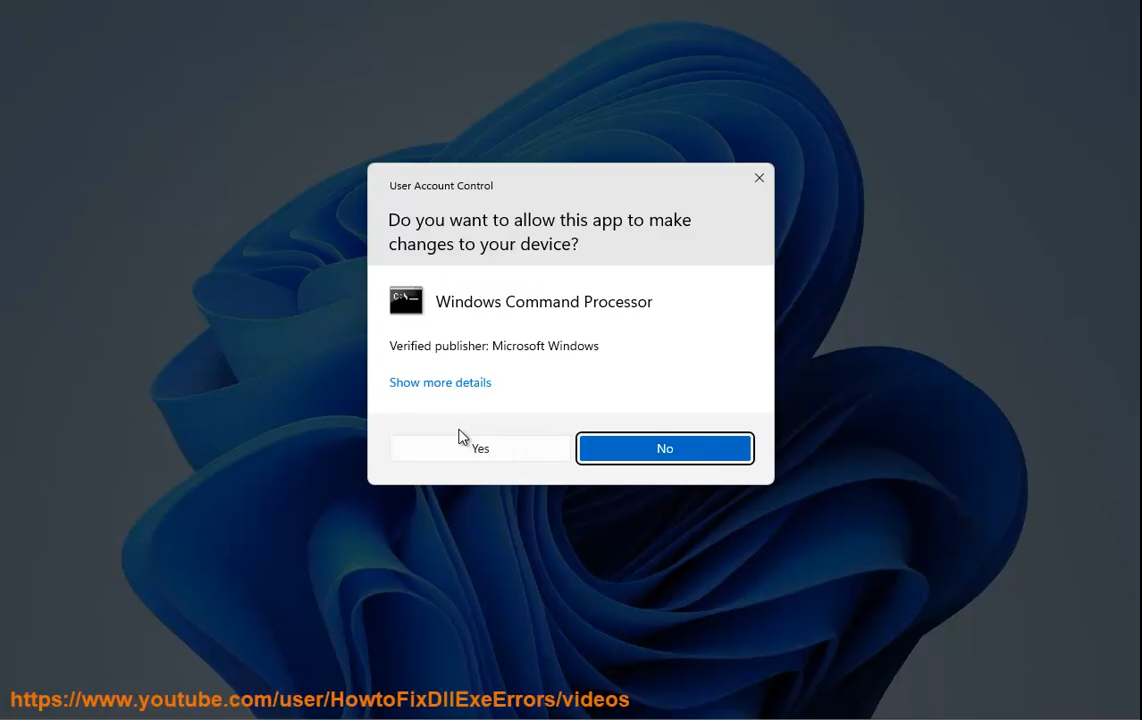 User Account Control
Do you want to allow this app to make
changes to your device?
C:\_
Windows Command Processor
Verified publisher: Microsoft Windows
Show more details
Yes
No
https://www.youtube.com/user/HowtoFixDllExeErrors/videos